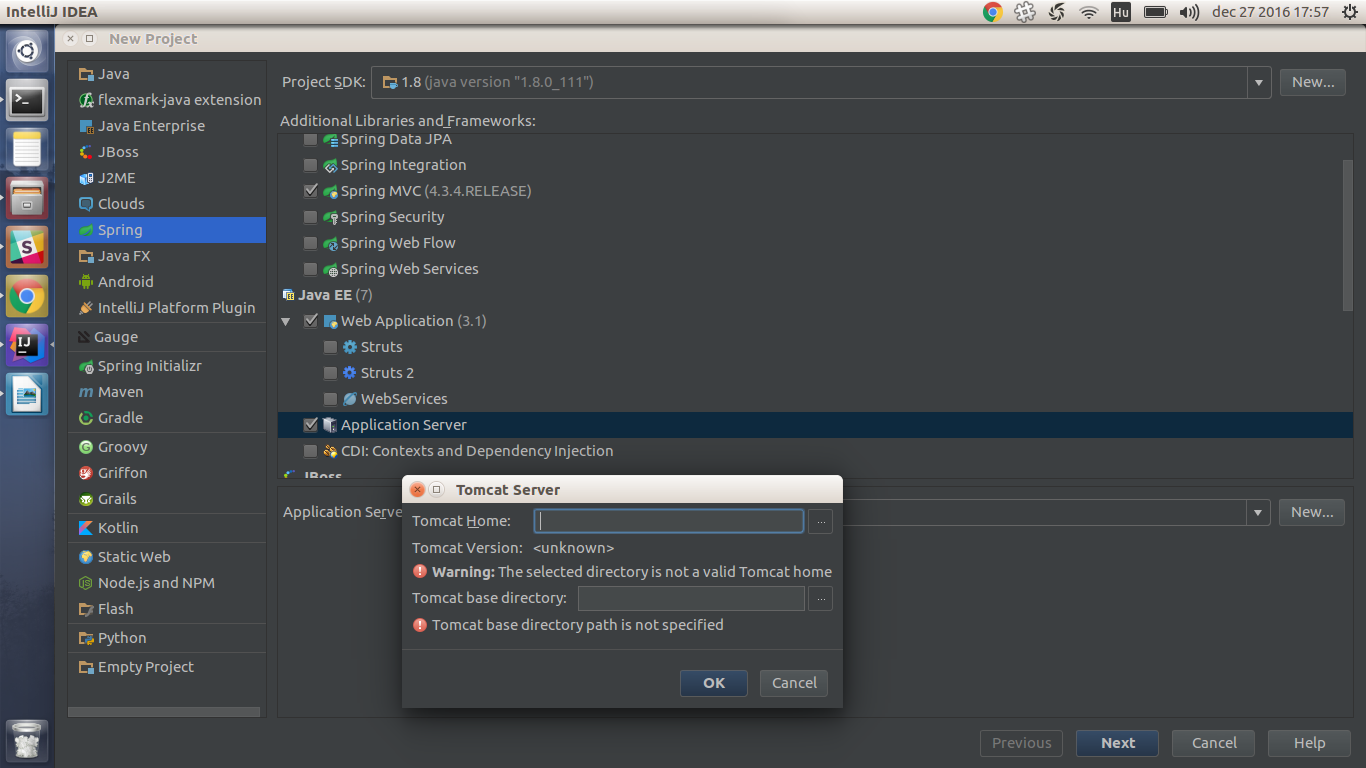 IntelliJ IDEA
Hu
dec 27 2016 17:57
New Project
Java
flexmark-java extension
Java Enterprise
JBoss
J2ME
Clouds
Spring
Java FX
Android
IntelliJ Platform Plugin
Gauge
Spring Initializr
m Maven
Gradle
G Groovy
Griffon
Grails
Kotlin
Static Web
Node.js and NPM
Flash
Python
Empty Project
Project SDK: 1.8 (java version "1.8.0_111") New...
Additional Libraries and Frameworks:
Spring Data JPA
Spring Integration
Spring MVC (4.3.4.RELEASE)
Spring Security
Spring Web Flow
Spring Web Services
Java EE (7)
Web Application (3.1)
Struts
Struts 2
WebServices
Application Server
CDI: Contexts and Dependency Injection
JBoss
Application New...
Tomcat Server
Tomcat Home: ...
Tomcat Version: <unknown>
Warning: The selected directory is not a valid Tomcat home
Tomcat base directory: ...
Tomcat base directory path is not specified
OK Cancel
Previous Next Cancel Help
S
IJ